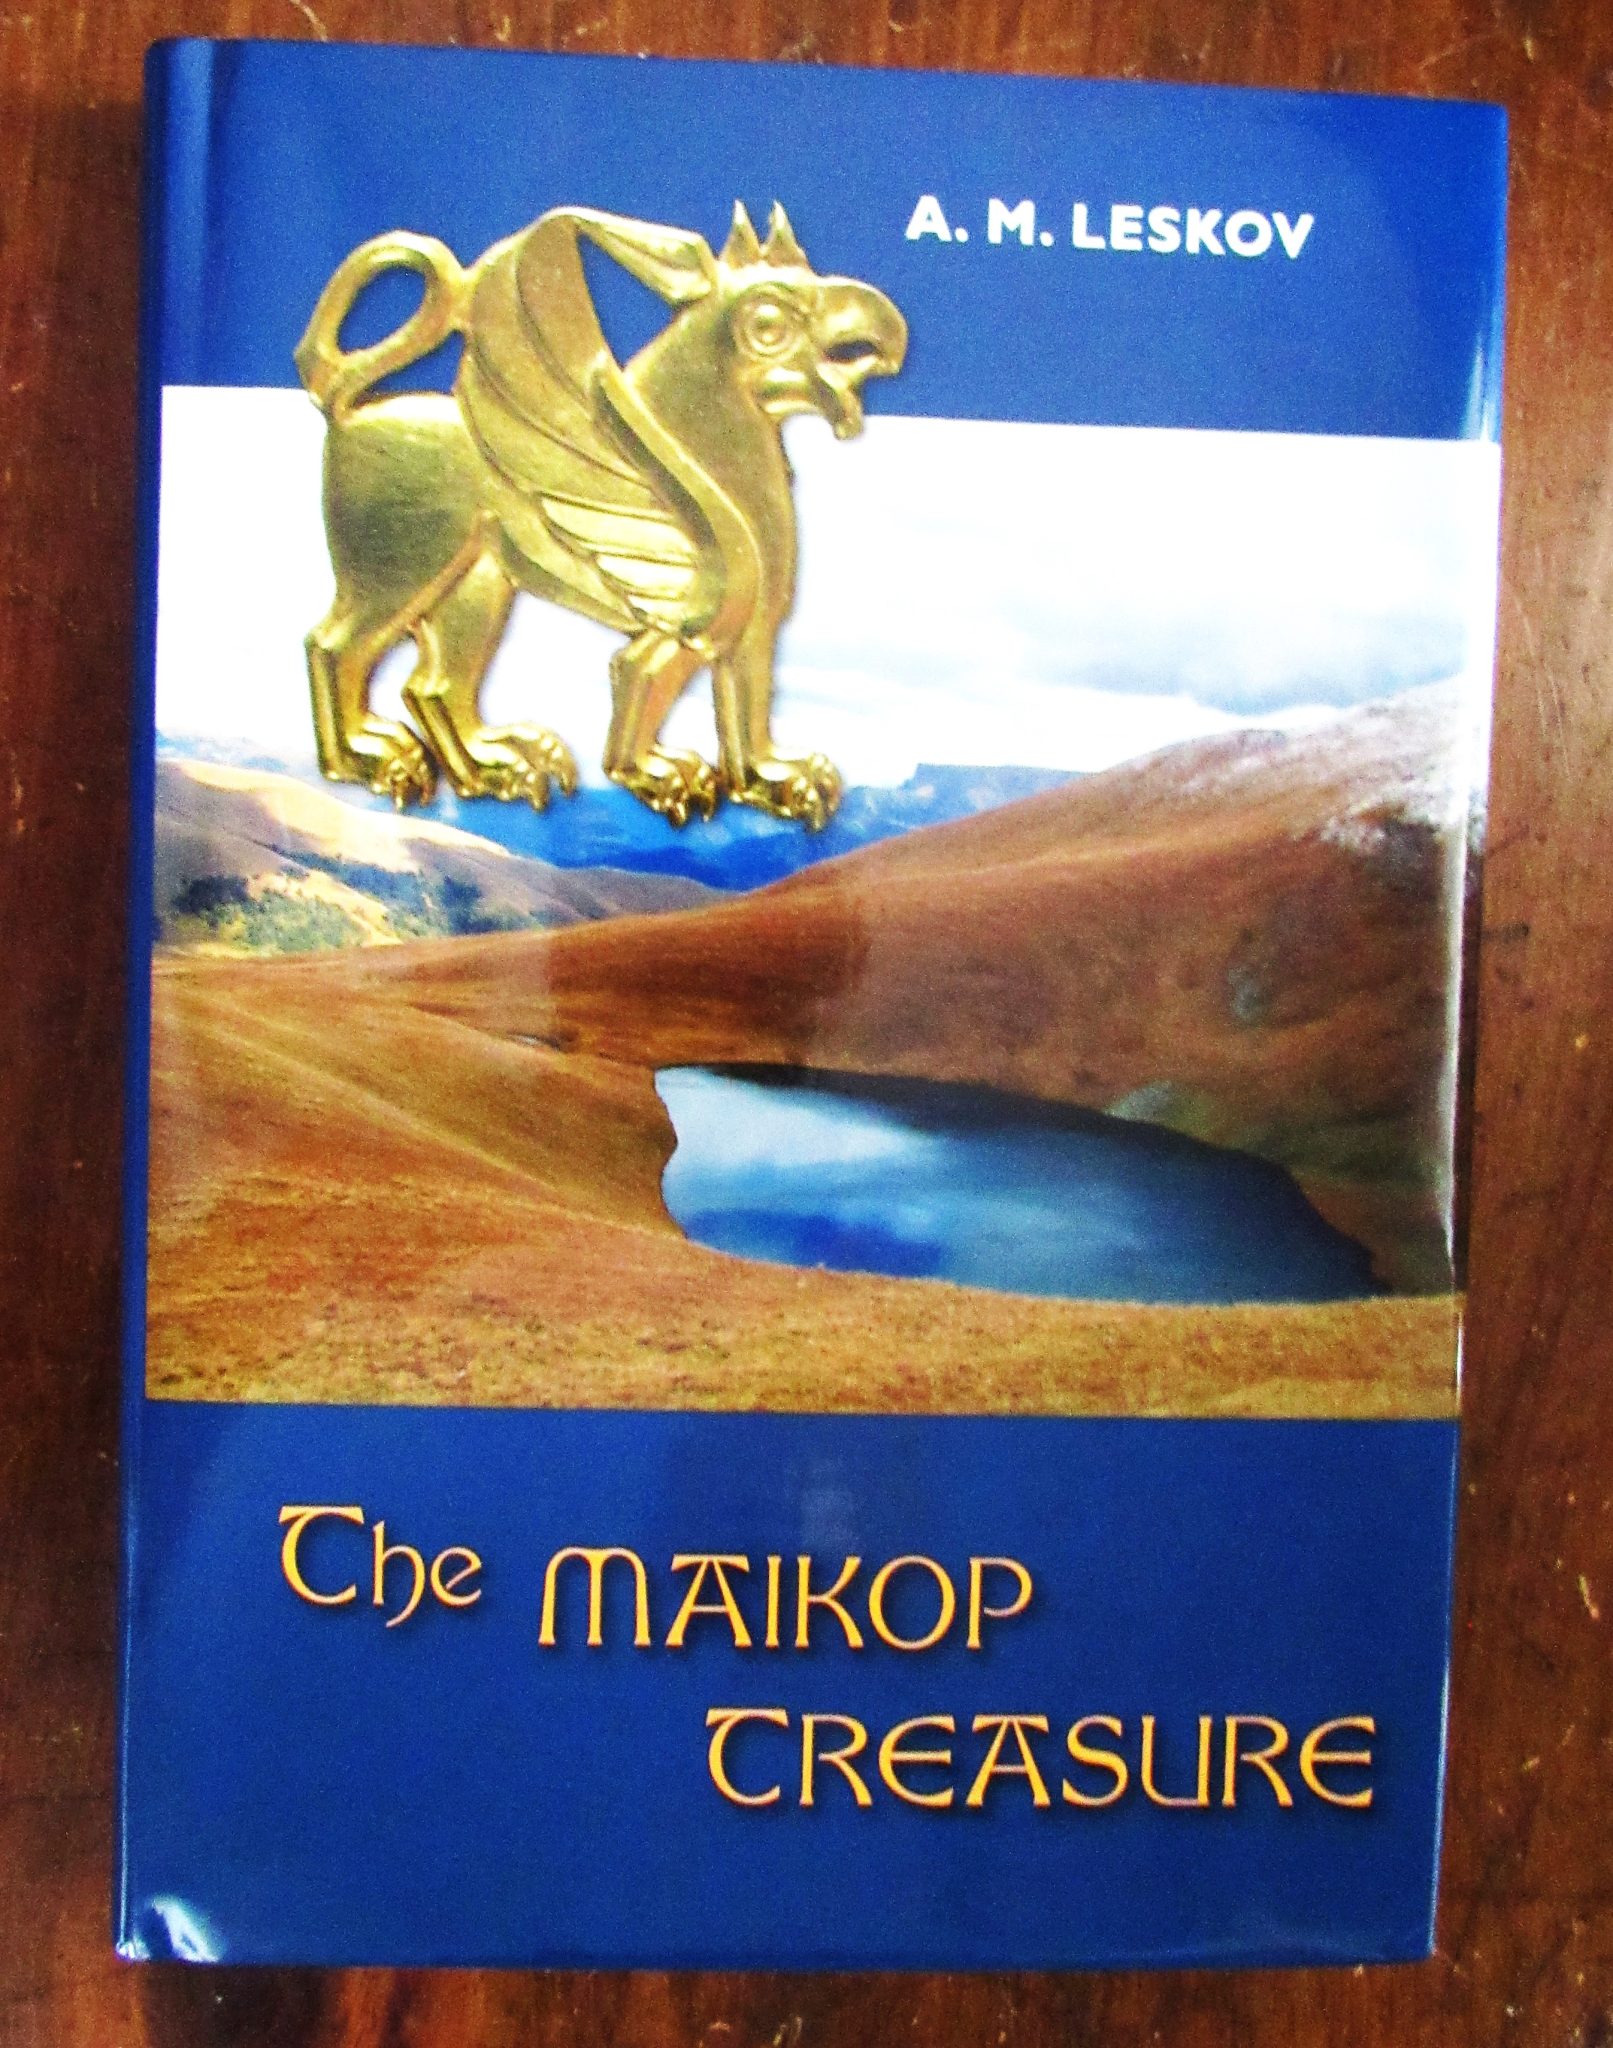 A. M. LESKOV
The MAIKOP
TREASURE